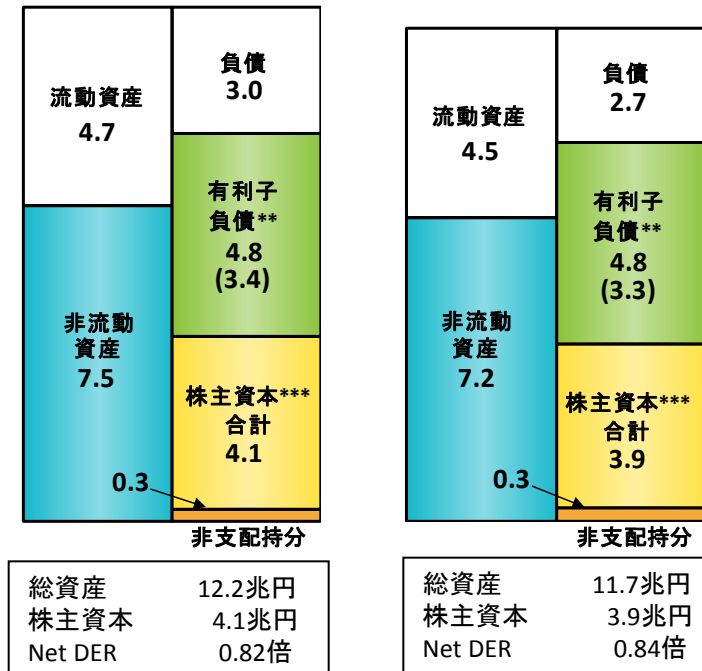 流動資産
4.7
負債
3.0
有利子
負債**
4.8
(3.4)
非流動
資産
7.5
株主資本***
合計
4.1
0.3
非支配持分
総資産 12.2兆円
株主資本 4.1兆円
Net DER 0.82倍
流動資産
4.5
負債
2.7
有利子
負債**
4.8
(3.3)
非流動
資産
7.2
株主資本***
合計
3.9
0.3
非支配持分
総資産 11.7兆円
株主資本 3.9兆円
Net DER 0.84倍